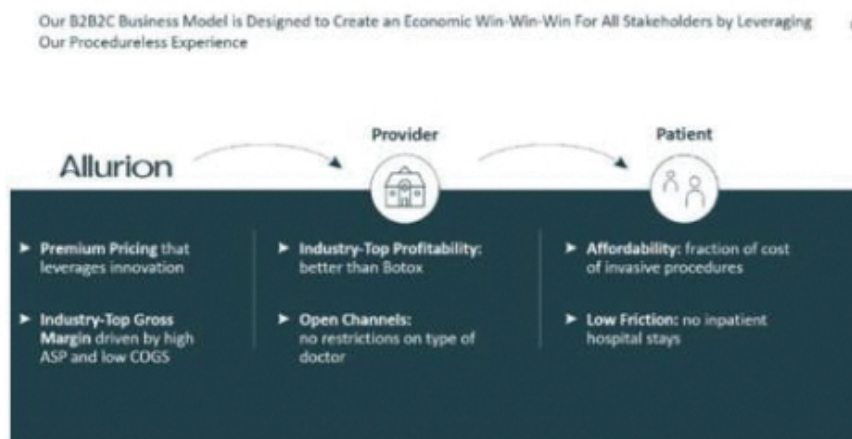 Our B2B2C Business Model is Designed to Create an Economic Win-Win-Win For All Stakeholders by Leveraging
Our Procedureless Experience
Allurion
Provider
Patient
Premium Pricing that
leverages innovation
Industry-Top Gross
Margin driven by high
ASP and low COGS
Industry-Top Profitability:
better than Botox
Open Channels:
no restrictions on type of
doctor
Affordability: fraction of cost
of invasive procedures
Low Friction: no inpatient
hospital stays